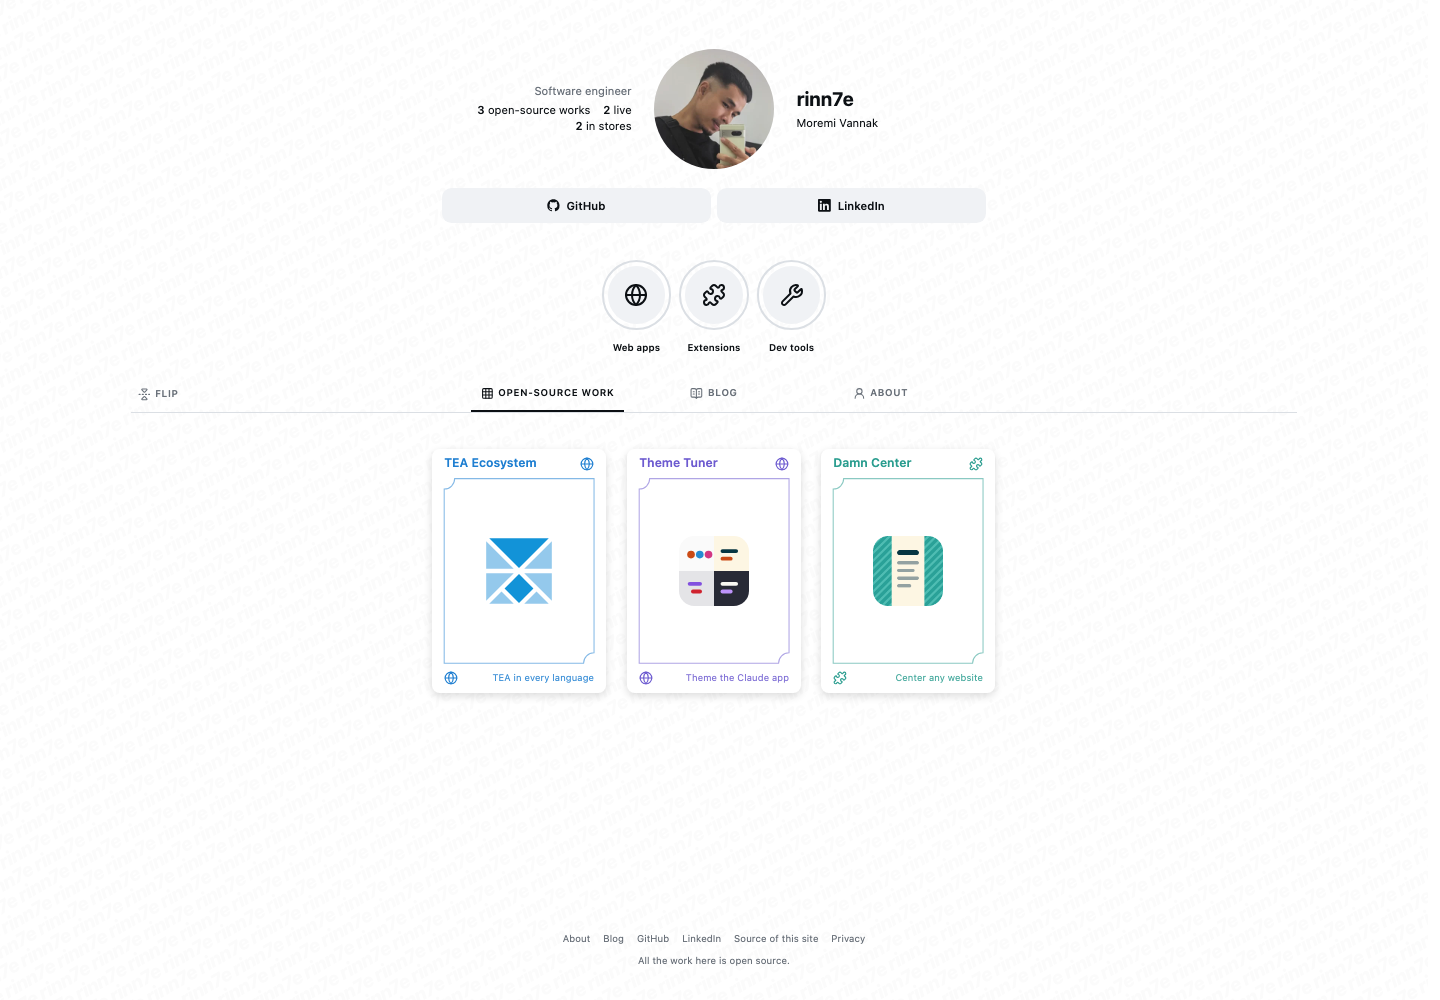 Software engineer
3 open-source works 2 live
2 in stores
rinn7e
Moremi Vannak
GitHub
LinkedIn
Web apps
Extensions
Dev tools
FLIP
OPEN-SOURCE WORK
BLOG
ABOUT
TEA Ecosystem
TEA in every language
Theme Tuner
Theme the Claude app
Damn Center
Center any website
About Blog GitHub LinkedIn Source of this site Privacy
All the work here is open source.